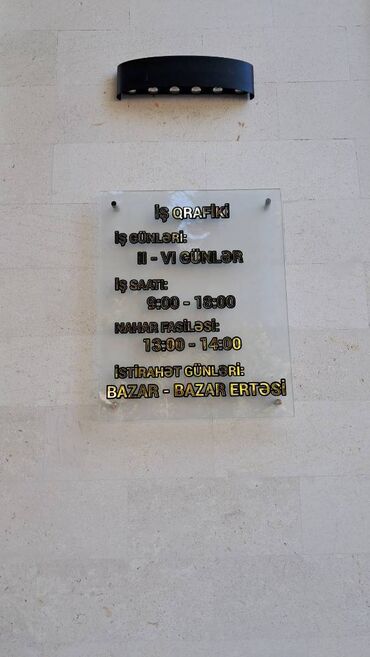 İŞ QRAFİKİ
İŞ GÜNLƏRİ:
II - VI GÜNLƏR
İŞ SAATI:
9:00 - 18:00
NAHAR FASİLƏSİ:
13:00 - 14:00
İSTİRAHƏT GÜNLƏRİ:
BAZAR - BAZAR ERTƏSİ